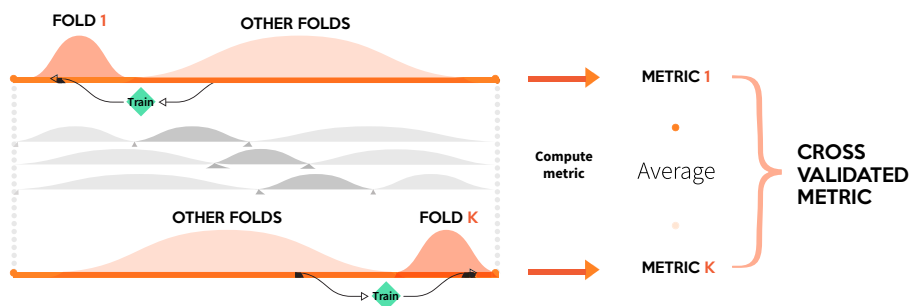 FOLD 1
OTHER FOLDS
Train
METRIC 1
Compute
metric
Average
CROSS
VALIDATED
METRIC
OTHER FOLDS
FOLD K
Train
METRIC K